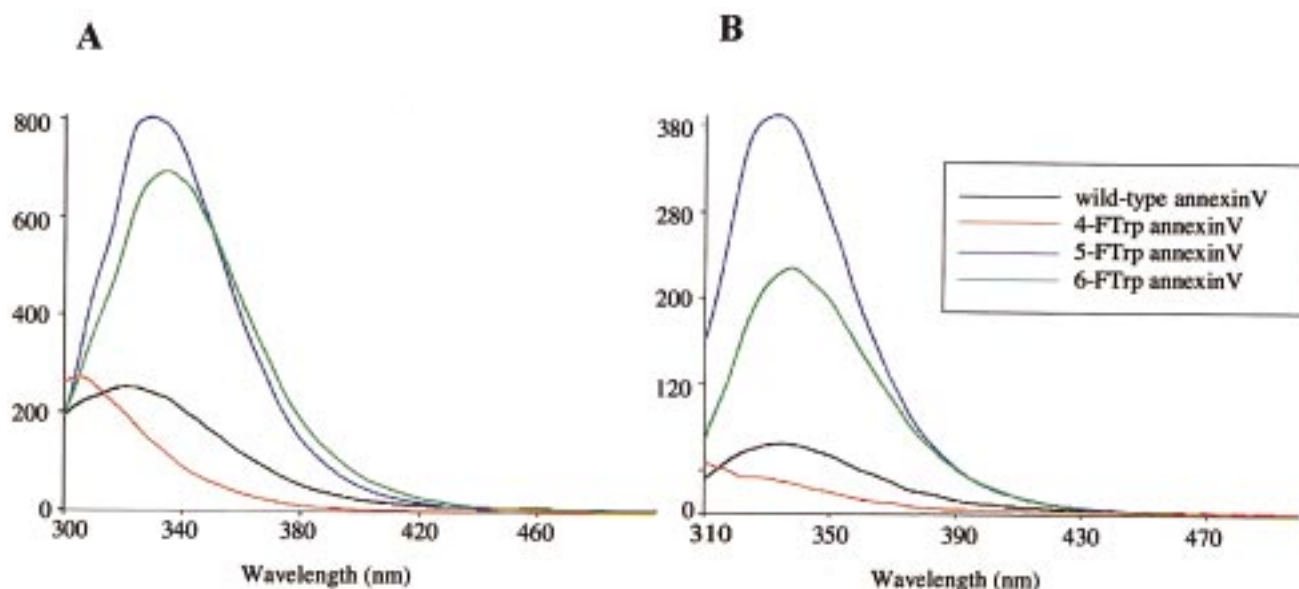 A
800
600
400
200
0
300 340 380 420 460
Wavelength (nm)
B
380
280
200
120
0
310 350 390 430 470
Wavelength (nm)
wild-type annexinV
4-FTrp annexinV
5-FTrp annexinV
6-FTrp annexinV